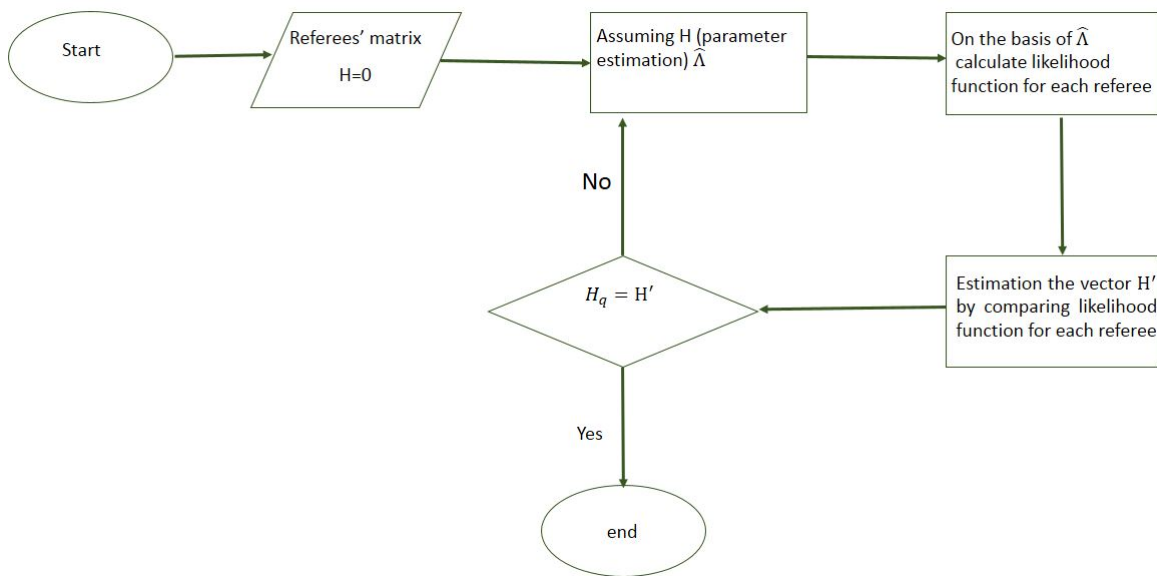 Start
Referees’ matrix
H=0
Assuming H (parameter
estimation) Λ̂
On the basis of Λ̂
calculate likelihood
function for each referee
No
Estimation the vector H′
by comparing likelihood
function for each referee
H_q = H′
Yes
end